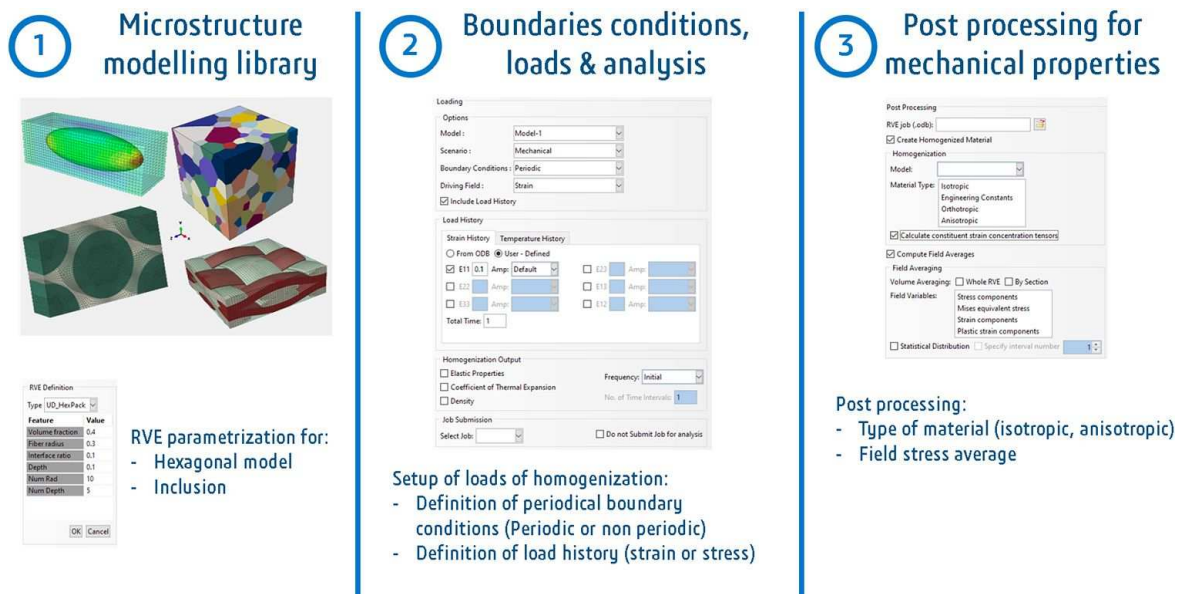 1
Microstructure
modelling library
RVE Definition
Type UD_HexPack
Feature Value
Volume fraction 0.4
Fiber radius 0.3
Interface ratio 0.1
Depth 0.1
Num Rad 10
Num Depth 5
OK Cancel
RVE parametrization for:
- Hexagonal model
- Inclusion
2
Boundaries conditions,
loads & analysis
Loading
Options
Model : Model-1
Scenario : Mechanical
Boundary Conditions : Periodic
Driving Field : Strain
Include Load History
Load History
Strain History Temperature History
From ODB User - Defined
E11 0.1 Amp: Default E23 Amp:
E22 Amp: E13 Amp:
E33 Amp: E12 Amp:
Total Time: 1
Homogenization Output
Elastic Properties
Coefficient of Thermal Expansion
Density
Frequency: Initial
No. of Time Intervals: 1
Job Submission
Select Job: Do not Submit Job for analysis
Setup of loads of homogenization:
- Definition of periodical boundary
conditions (Periodic or non periodic)
- Definition of load history (strain or stress)
3
Post processing for
mechanical properties
Post Processing
RVE job (.odb):
Create Homogenized Material
Homogenization
Model:
Material Type: Isotropic
Engineering Constants
Orthotropic
Anisotropic
Calculate constituent strain concentration tensors
Compute Field Averages
Field Averaging
Volume Averaging: Whole RVE By Section
Field Variables: Stress components
Mises equivalent stress
Strain components
Plastic strain components
Statistical Distribution Specify interval number 1
Post processing:
- Type of material (isotropic, anisotropic)
- Field stress average